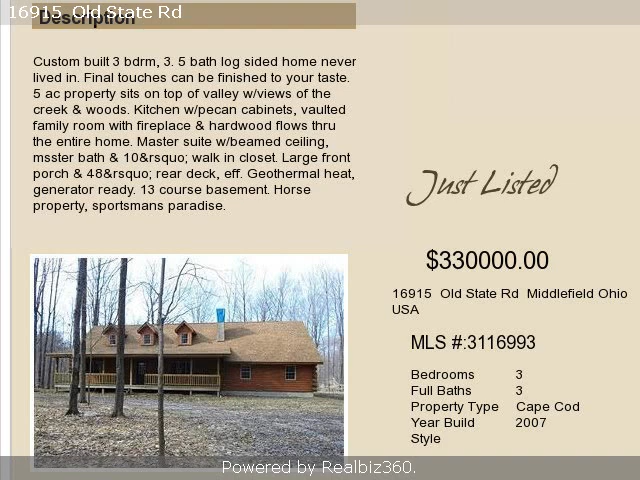 16915  Old State Rd
Description
Custom built 3 bdrm, 3. 5 bath log sided home never
lived in. Final touches can be finished to your taste.
5 ac property sits on top of valley w/views of the
creek & woods. Kitchen w/pecan cabinets, vaulted
family room with fireplace & hardwood flows thru
the entire home. Master suite w/beamed ceiling,
msster bath & 10&rsquo; walk in closet. Large front
porch & 48&rsquo; rear deck, eff. Geothermal heat,
generator ready. 13 course basement. Horse
property, sportsmans paradise.
Just Listed
$330000.00
16915  Old State Rd  Middlefield Ohio
USA
MLS #:3116993
Bedrooms 3
Full Baths 3
Property Type Cape Cod
Year Build 2007
Style
Powered by Realbiz360.